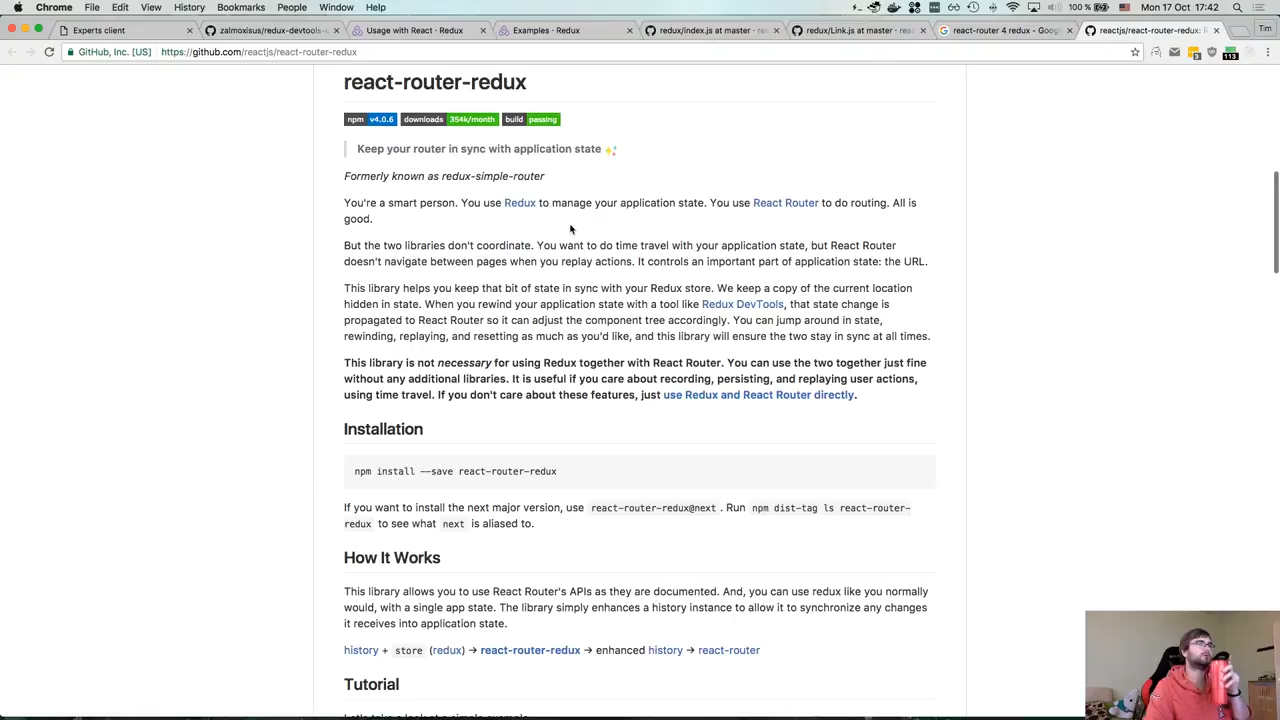 Chrome File Edit View History Bookmarks People Window Help 100 % Mon 17 Oct 17:42
Experts client zalmoxisus/redux-devtools- Usage with React · Redux Examples · Redux redux/index.js at master · rea redux/Link.js at master · reac react-router 4 redux - Goog reactjs/react-router-redux: R Tim
GitHub, Inc. [US] https://github.com/reactjs/react-router-redux 3 113
react-router-redux
npm v4.0.6 downloads 354k/month build passing
Keep your router in sync with application state ✨
Formerly known as redux-simple-router
You're a smart person. You use Redux to manage your application state. You use React Router to do routing. All is
good.
But the two libraries don't coordinate. You want to do time travel with your application state, but React Router
doesn't navigate between pages when you replay actions. It controls an important part of application state: the URL.
This library helps you keep that bit of state in sync with your Redux store. We keep a copy of the current location
hidden in state. When you rewind your application state with a tool like Redux DevTools, that state change is
propagated to React Router so it can adjust the component tree accordingly. You can jump around in state,
rewinding, replaying, and resetting as much as you'd like, and this library will ensure the two stay in sync at all times.
This library is not necessary for using Redux together with React Router. You can use the two together just fine
without any additional libraries. It is useful if you care about recording, persisting, and replaying user actions,
using time travel. If you don't care about these features, just use Redux and React Router directly.
Installation
npm install --save react-router-redux
If you want to install the next major version, use react-router-redux@next . Run npm dist-tag ls react-router-
redux to see what next is aliased to.
How It Works
This library allows you to use React Router's APIs as they are documented. And, you can use redux like you normally
would, with a single app state. The library simply enhances a history instance to allow it to synchronize any changes
it receives into application state.
history + store (redux) → react-router-redux → enhanced history → react-router
Tutorial
Let's take a look at a simple example.